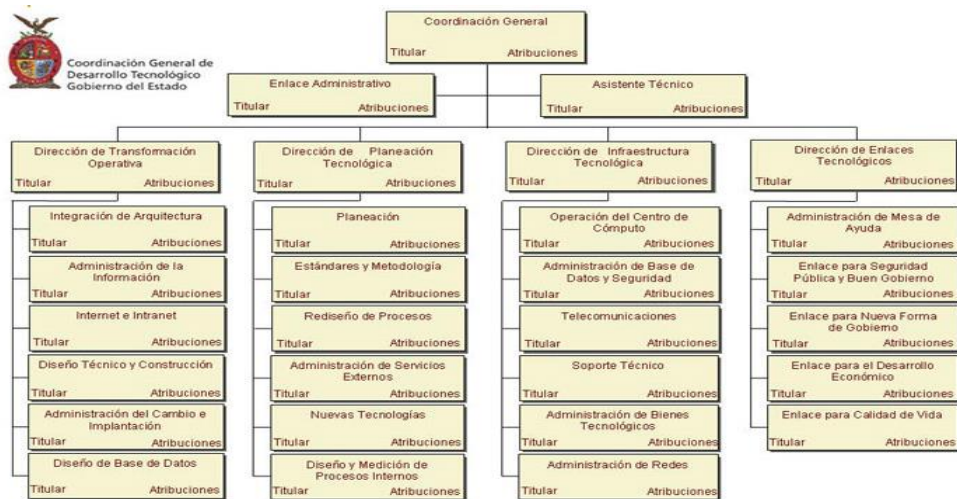 Coordinación General de
Desarrollo Tecnológico
Gobierno del Estado
Coordinación General
Titular Atribuciones
Enlace Administrativo
Titular Atribuciones
Asistente Técnico
Titular Atribuciones
Dirección de Transformación
Operativa
Titular Atribuciones
Integración de Arquitectura
Titular Atribuciones
Administración de la
Información
Titular Atribuciones
Internet e Intranet
Titular Atribuciones
Diseño Técnico y Construcción
Titular Atribuciones
Administración del Cambio e
Implantación
Titular Atribuciones
Diseño de Base de Datos
Titular Atribuciones
Dirección de Planeación
Tecnológica
Titular Atribuciones
Planeación
Titular Atribuciones
Estándares y Metodología
Titular Atribuciones
Rediseño de Procesos
Titular Atribuciones
Administración de Servicios
Externos
Titular Atribuciones
Nuevas Tecnologías
Titular Atribuciones
Diseño y Medición de
Procesos Internos
Titular Atribuciones
Dirección de Infraestructura
Tecnológica
Titular Atribuciones
Operación del Centro de
Cómputo
Titular Atribuciones
Administración de Base de
Datos y Seguridad
Titular Atribuciones
Telecomunicaciones
Titular Atribuciones
Soporte Técnico
Titular Atribuciones
Administración de Bienes
Tecnológicos
Titular Atribuciones
Administración de Redes
Titular Atribuciones
Dirección de Enlaces
Tecnológicos
Titular Atribuciones
Administración de Mesa de
Ayuda
Titular Atribuciones
Enlace para Seguridad
Pública y Buen Gobierno
Titular Atribuciones
Enlace para Nueva Forma
de Gobierno
Titular Atribuciones
Enlace para el Desarrollo
Económico
Titular Atribuciones
Enlace para Calidad de Vida
Titular Atribuciones